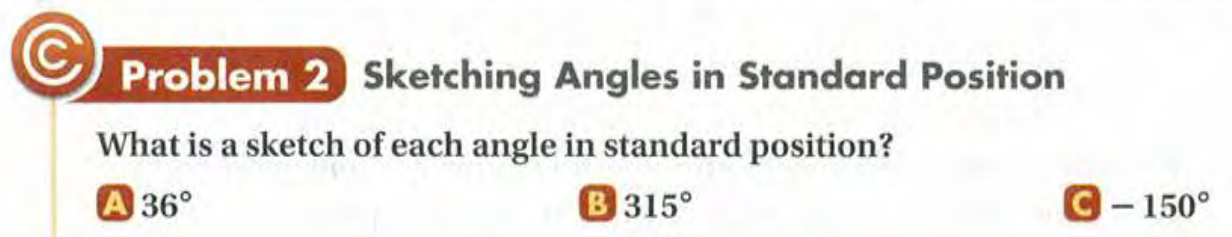 C Problem 2 Sketching Angles in Standard Position
What is a sketch of each angle in standard position?
A 36° B 315° C −150°